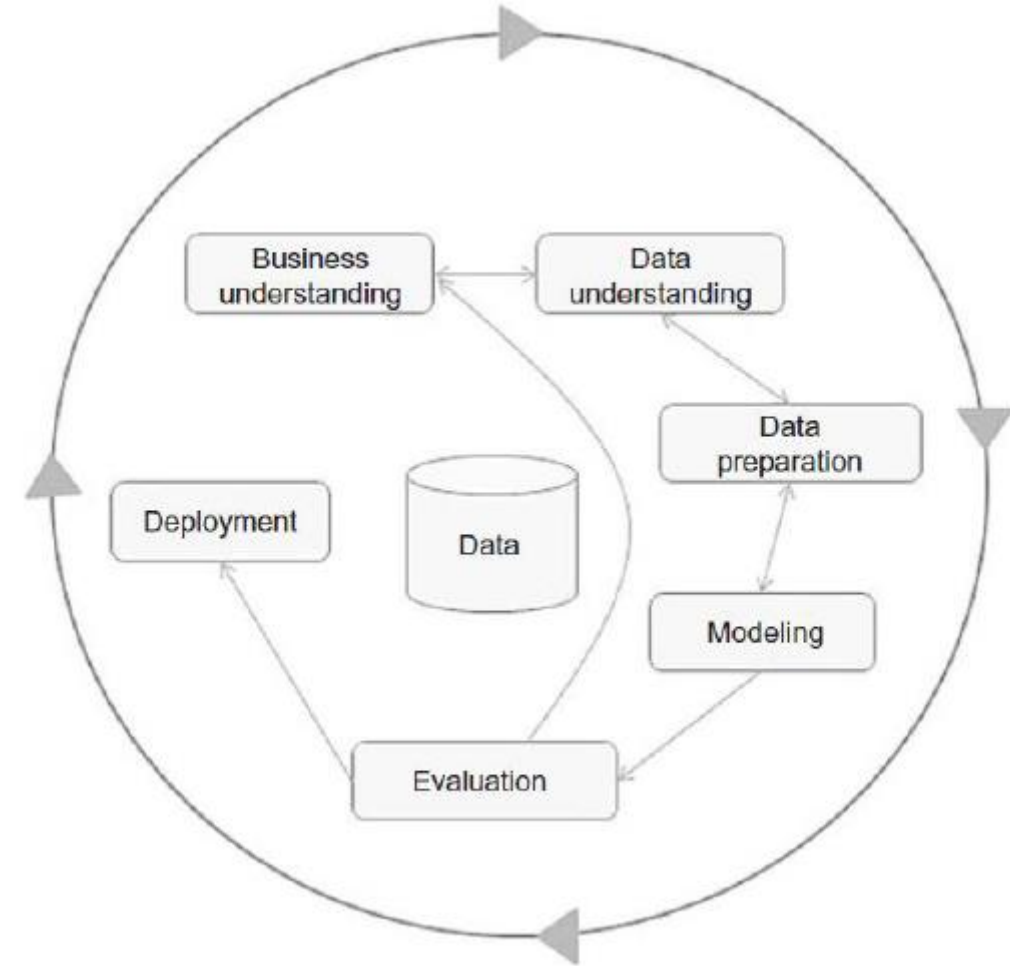 Business
understanding
Data
understanding
Data
preparation
Deployment
Data
Modeling
Evaluation